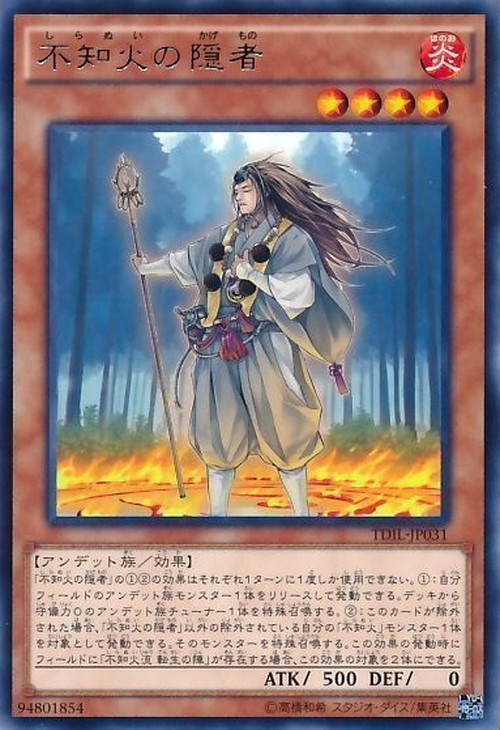 しらぬい かげもの
不知火の隠者
ほのお
炎
TDIL-JP031
【アンデット族/効果】
「不知火の隠者」の①②の効果はそれぞれ1ターンに1度しか使用できない。①:自分
フィールドのアンデット族モンスター1体をリリースして発動できる。デッキから
守備力0のアンデット族チューナー1体を特殊召喚する。②:このカードが除外
された場合、「不知火の隠者」以外の除外されている自分の「不知火」モンスター1体
を対象として発動できる。そのモンスターを特殊召喚する。この効果の発動時に
フィールドに「不知火流 転生の陣」が存在する場合、この効果の対象を2体にできる。
ATK/ 500 DEF/ 0
94801854 ©高橋和希 スタジオ・ダイス/集英社